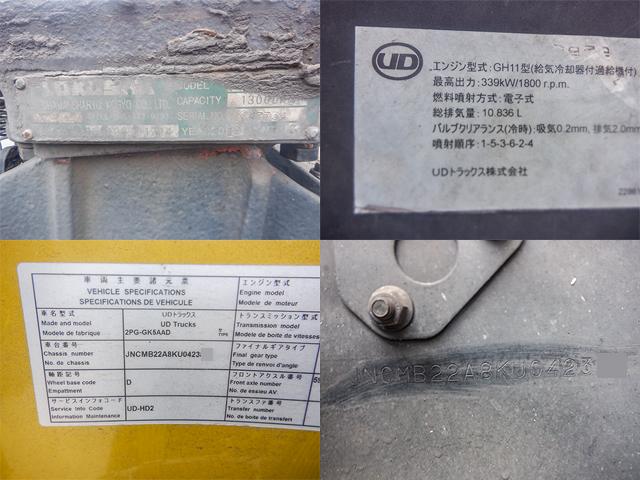 MODEL
CAPACITY 13000
SERIAL NO
UD
エンジン型式:GH11型(給気冷却器付過給機付)
最高出力:339kW/1800 r.p.m.
燃料噴射方式:電子式
総排気量:10.836 L
バルブクリアランス(冷時):吸気0.2mm, 排気2.0mm
噴射順序:1-5-3-6-2-4
UDトラックス株式会社
車両主要諸元票
VEHICLE SPECIFICATIONS
SPECIFICATIONS DE VEHICULE
車名型式
Made and model
Modele de fabrique
UDトラックス
UD Trucks
2PG-GK5AAD
TYPE
車台番号
Chassis number
No. de chassis
JNCMB22A8KU0423
軸距記号
Wheel base code
Empattment
D
サービスインフォコード
Service Info Code
Information Maintenance
UD-HD2
エンジン型式
Engine model
Modele de moteur
トランスミッション型式
Transmission model
Modele de boite de vitesses
ファイナルギアタイプ
Final gear type
Type de renvoi d'angle
フロントアクスル番号
Front axle number
No. de essieu AV
トランスファ番号
Transfer number
No. de boite de transfert
JNCMB22A8KU0423